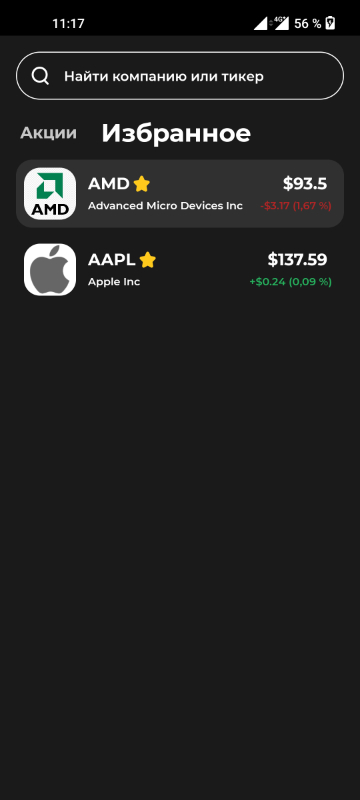 11:17
4G+ 56 %
Найти компанию или тикер
Акции Избранное
AMD
AMD $93.5
Advanced Micro Devices Inc -$3.17 (1,67 %)
AAPL $137.59
Apple Inc +$0.24 (0,09 %)